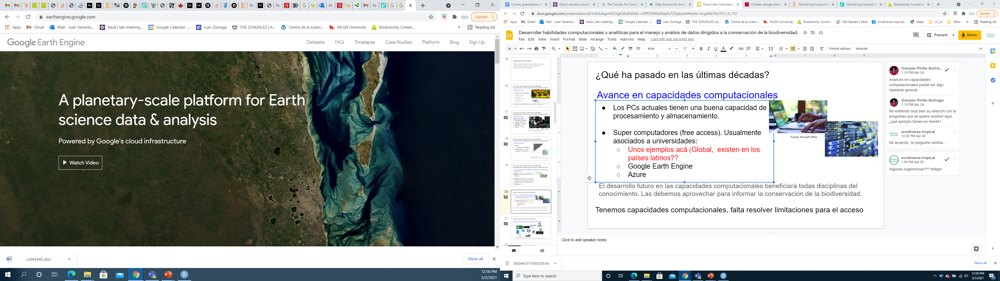 earthengine.google.com
Update
Apps
Gmail
Mail - Juan Gerardo...
Slack | lab-meeting...
Google Calendar -...
Juan Zuloaga
THE GONZALEZ LA...
Centre de la scienc...
McGill University
Biodiversity Conser...
»
Reading list
Google Earth Engine
Datasets
FAQ
Timelapse
Case Studies
Platform
Blog
Sign Up
A planetary-scale platform for Earth
science data & analysis
Powered by Google's cloud infrastructure
Watch Video
col43442.doc
Show all
12:58 PM
5/2/2021
Cursos_quantitative_th
Slack | random | ecodiv
The Society for Conser
Data Science for ecolo
Desarrollar habilidades
Climate change and ec
Monitoring tropical for
Monitoring tropical fo
Biodiversity Conservat
docs.google.com/presentation/d/1v0x5zhgor9GOgkGRo6h03bL-v1BTOSfNLMQqPz7Z2q0/edit#slide=id.gd0b70a1551_0_133
Update
Apps
Gmail
Mail - Juan Gerardo...
Slack | lab-meeting...
Google Calendar -...
Juan Zuloaga
THE GONZALEZ LA...
Centre de la scienc...
McGill University
Biodiversity Conser...
Get Started | Slack
Ecodiversa tropical...
Maps
LC_LU
KBAs
»
Reading list
Desarrollar habilidades computacionales y analíticas para el manejo y análisis de datos dirigidos a la conservación de la biodiversidad.
File Edit View Insert Format Slide Arrange Tools Add-ons Help Last edit was seconds ago
Present
Share
Arial
17
Format options
Animate
15
16
17
18
19
20
21
22
¿Qué ha pasado en las últimas décadas?
Avance en capacidades computacionales
● Los PCs actuales tienen una buena capacidad de
procesamiento y almacenamiento.
● Super computadores (free access). Usualmente
asociados a universidades:
○ Unos ejemplos acá (Global, existen en los
países latinos??
○ Google Earth Engine
○ Azure
Fuente: Microsoft Office
El desarrollo futuro en las capacidades computacionales beneficiará todas disciplinas del
conocimiento. Las debemos aprovechar para informar la conservación de la biodiversidad.
Tenemos capacidades computacionales, falta resolver limitaciones para el acceso
Click to add speaker notes
Gonzalo Pinilla-Buitra...
1:10 PM Apr 24
Avances en capacidades
computacionales puede ser algo
bastante general.
Gonzalo Pinilla-Buitrago
1:13 PM Apr 24
No entiendo muy bien su relación con la
preguntas que se quiere resolver aquí.
¿qué ejemplo tienen en mente?
ecodiversa tropical
12:32 PM Apr 30
De acuerdo, la rpegunta cambia...
ecodiversa tropical
1:59 PM Apr 30
Algunas sugerencias??? Helpp!!
S0034425718305200.txt
Show all
Type here to search
12:58 PM
5/2/2021